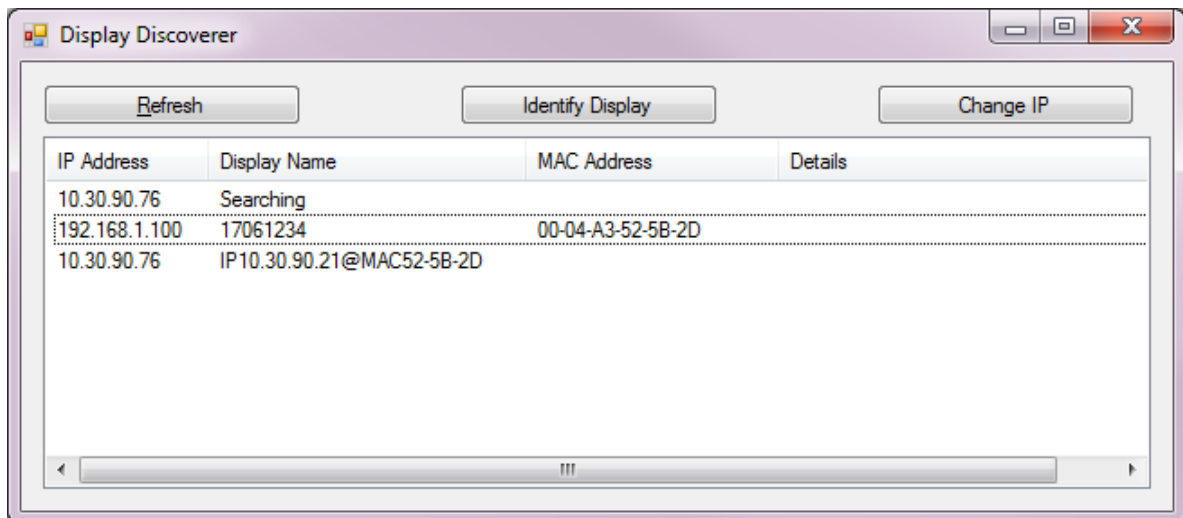 Display Discoverer
Refresh Identify Display Change IP
IP Address Display Name MAC Address Details
10.30.90.76 Searching
192.168.1.100 17061234 00-04-A3-52-5B-2D
10.30.90.76 IP10.30.90.21@MAC52-5B-2D